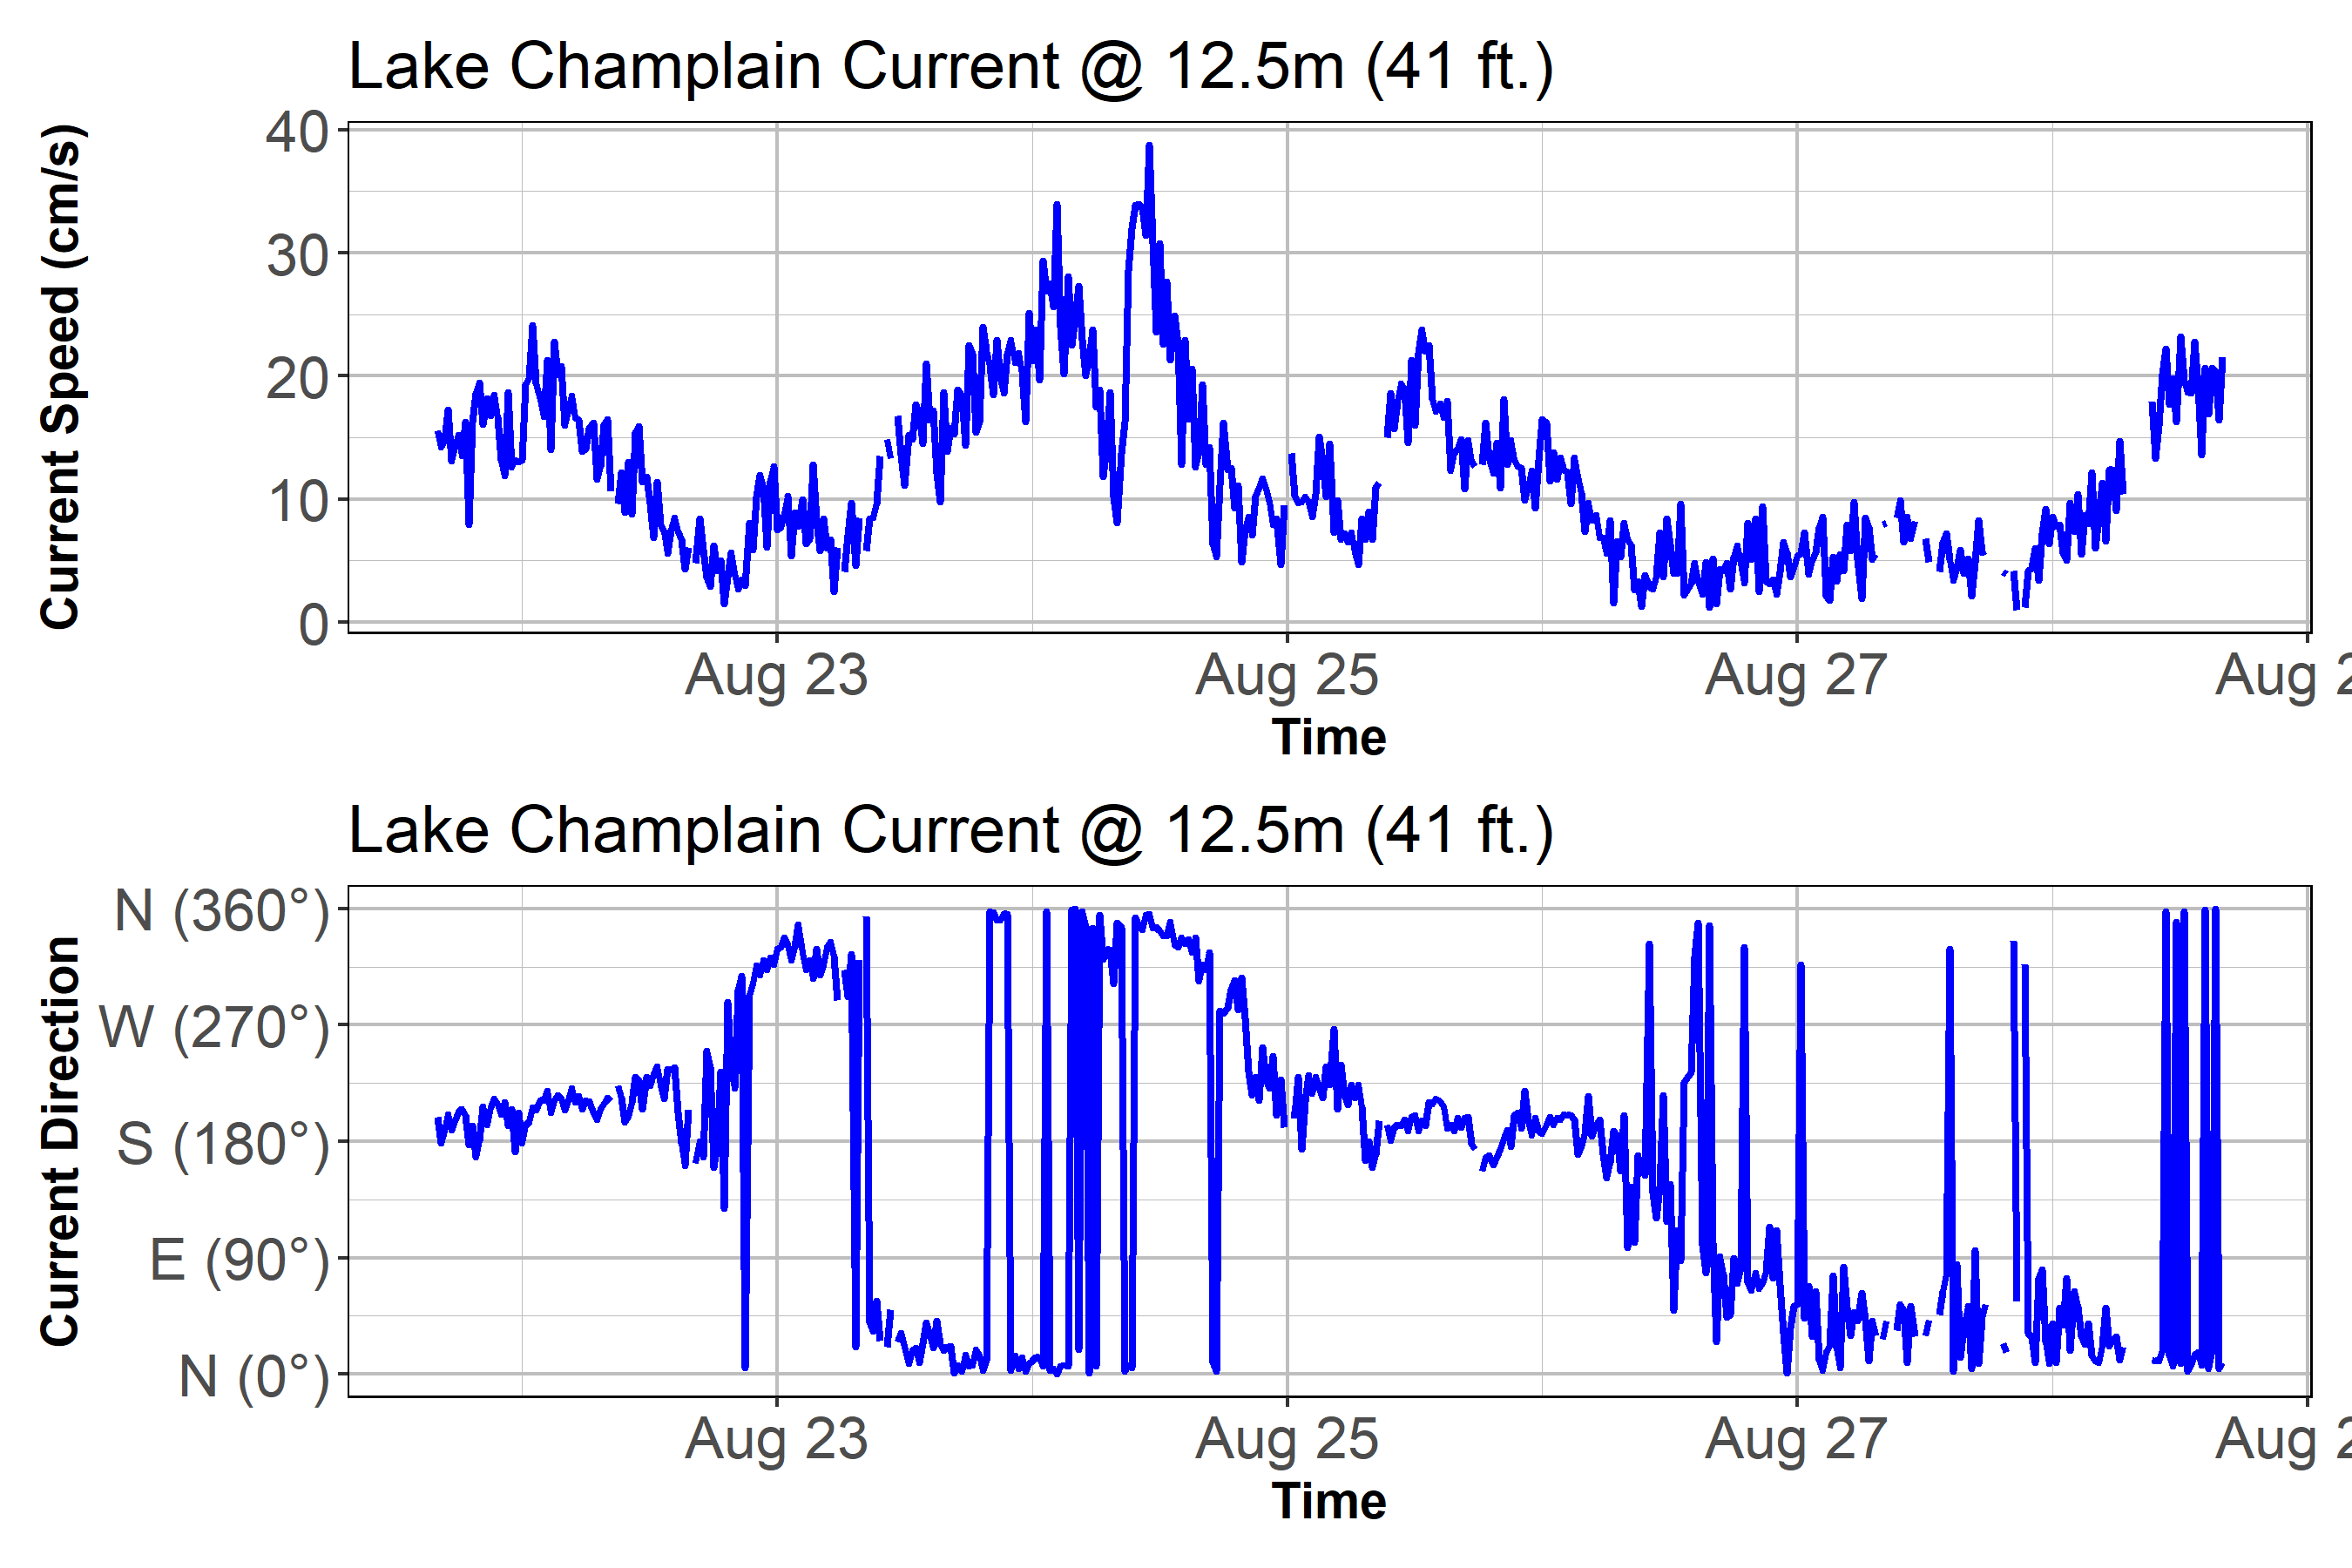 Lake Champlain Current @ 12.5m (41 ft.)
Current Speed (cm/s)
40
30
20
10
0
Aug 23 Aug 25 Aug 27 Aug
Time
Lake Champlain Current @ 12.5m (41 ft.)
Current Direction
N (360°)
W (270°)
S (180°)
E (90°)
N (0°)
Aug 23 Aug 25 Aug 27 Aug
Time